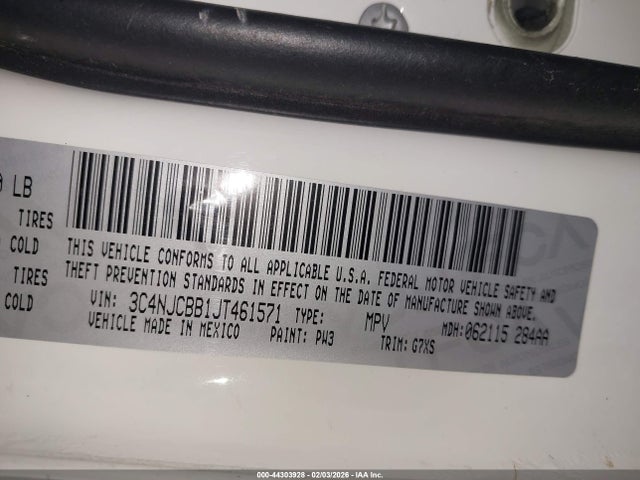 LB
TIRES
COLD
TIRES
COLD
THIS VEHICLE CONFORMS TO ALL APPLICABLE U.S.A. FEDERAL MOTOR VEHICLE SAFETY AND
THEFT PREVENTION STANDARDS IN EFFECT ON THE DATE OF MANUFACTURE SHOWN ABOVE.
VIN: 3C4NJCBB1JT461571 TYPE: MPV MDH: 062115 284AA
VEHICLE MADE IN MEXICO PAINT: PW3 TRIM: G7XS
000-44303928 - 02/03/2026 - IAA Inc.